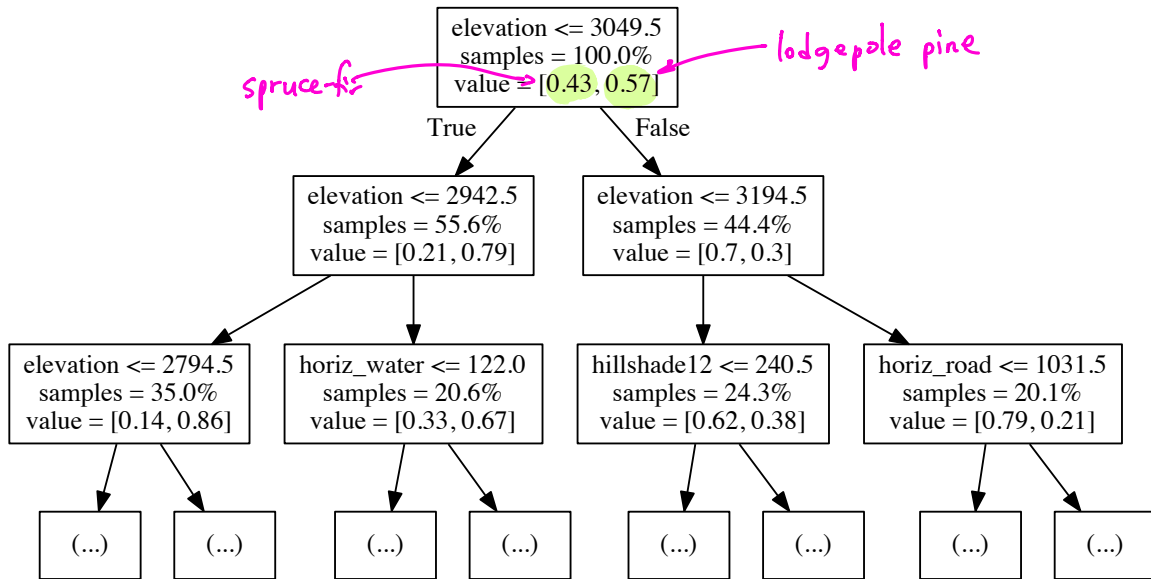 elevation <= 3049.5
samples = 100.0%
value = [0.43, 0.57]
spruce-fir
lodgepole pine
True
False
elevation <= 2942.5
samples = 55.6%
value = [0.21, 0.79]
elevation <= 3194.5
samples = 44.4%
value = [0.7, 0.3]
elevation <= 2794.5
samples = 35.0%
value = [0.14, 0.86]
horiz_water <= 122.0
samples = 20.6%
value = [0.33, 0.67]
hillshade12 <= 240.5
samples = 24.3%
value = [0.62, 0.38]
horiz_road <= 1031.5
samples = 20.1%
value = [0.79, 0.21]
(...)
(...)
(...)
(...)
(...)
(...)
(...)
(...)